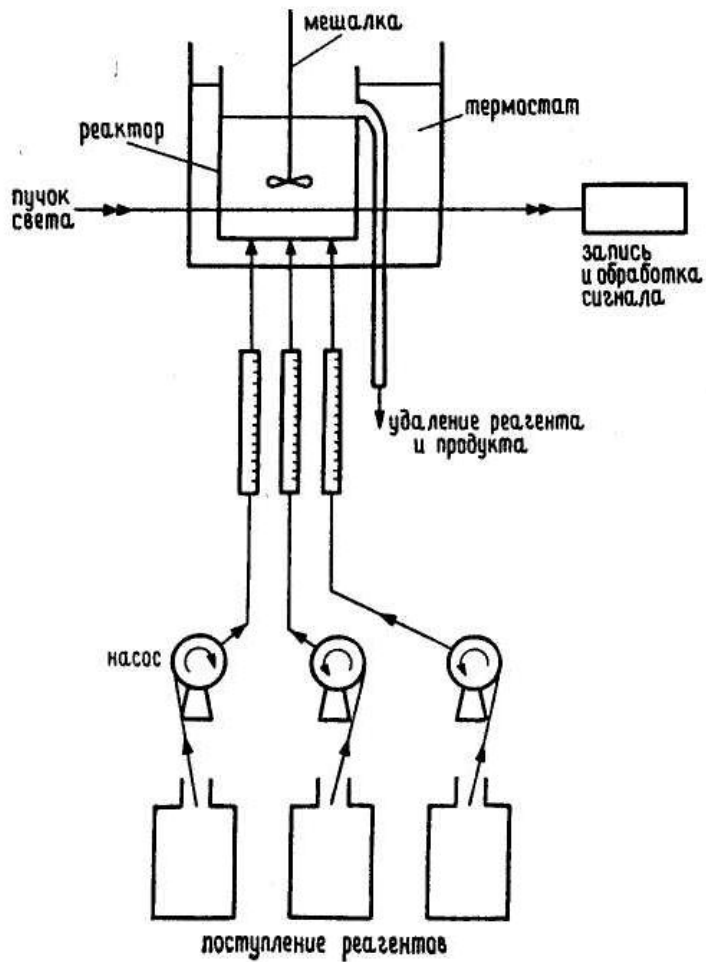 мешалка
термостат
реактор
пучок
света
запись
и обработка
сигнала
удаление реагента
и продукта
насос
поступление реагентов